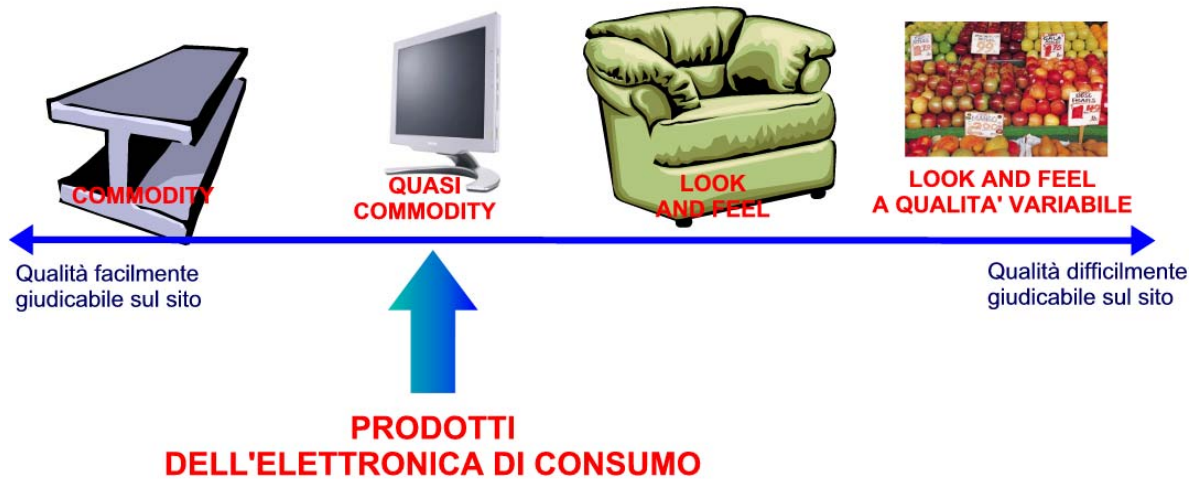 COMMODITY
QUASI
COMMODITY
LOOK
AND FEEL
LOOK AND FEEL
A QUALITA' VARIABILE
Qualità facilmente
giudicabile sul sito
Qualità difficilmente
giudicabile sul sito
PRODOTTI
DELL'ELETTRONICA DI CONSUMO